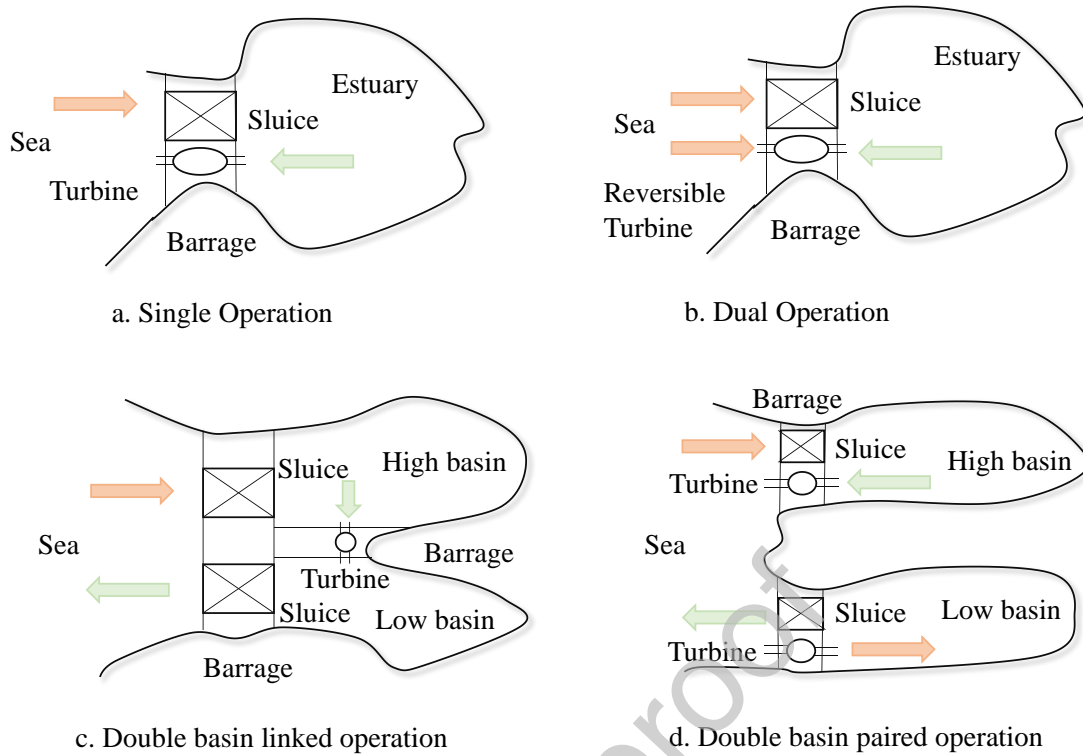 Estuary
Sluice
Sea
Turbine
Barrage
a. Single Operation
Estuary
Sluice
Sea
Reversible
Turbine
Barrage
b. Dual Operation
Sluice
High basin
Sea
Barrage
Turbine
Sluice
Low basin
Barrage
c. Double basin linked operation
Barrage
Sluice
High basin
Turbine
Sea
Sluice
Low basin
Turbine
d. Double basin paired operation
proof